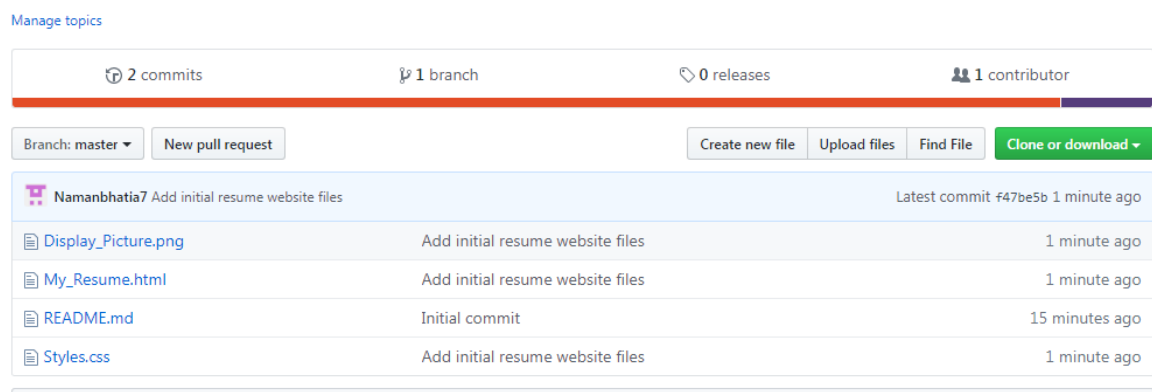 Manage topics
2 commits 1 branch 0 releases 1 contributor
Branch: master New pull request Create new file Upload files Find File Clone or download
Namanbhatia7 Add initial resume website files Latest commit f47be5b 1 minute ago
Display_Picture.png Add initial resume website files 1 minute ago
My_Resume.html Add initial resume website files 1 minute ago
README.md Initial commit 15 minutes ago
Styles.css Add initial resume website files 1 minute ago